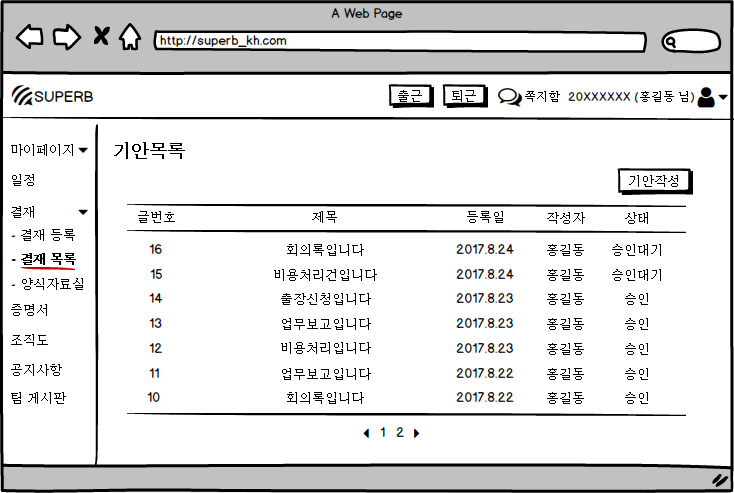 A Web Page
http://superb_kh.com
SUPERB 출근 퇴근 쪽지함 20XXXXXX (홍길동 님)
마이페이지
일정
결재
- 결재 등록
- 결재 목록
- 양식자료실
증명서
조직도
공지사항
팀 게시판
기안목록
기안작성
글번호 제목 등록일 작성자 상태
16 회의록입니다 2017.8.24 홍길동 승인대기
15 비용처리건입니다 2017.8.24 홍길동 승인대기
14 출장신청입니다 2017.8.23 홍길동 승인
13 업무보고입니다 2017.8.23 홍길동 승인
12 비용처리입니다 2017.8.23 홍길동 승인
11 업무보고입니다 2017.8.22 홍길동 승인
10 회의록입니다 2017.8.22 홍길동 승인
1 2